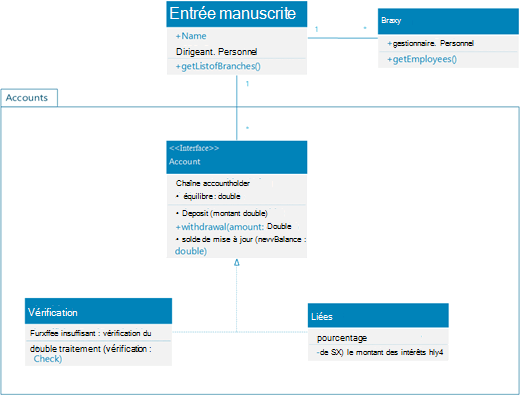 Entrée manuscrite
+Name
Dirigeant. Personnel
+getListofBranches()
1
*
Braxy
+gestionnaire. Personnel
+getEmployees()
1
*
Accounts
<<Interface>>
Account
Chaîne accountholder
• équilibre : double
• Deposit (montant double)
+withdrawal(amount: Double
• solde de mise à jour (nevvBalance :
double)
Vérification
Furxffee insuffisant : vérification du
double traitement (vérification :
Check)
Liées
pourcentage
-de SX) le montant des intérêts hly4